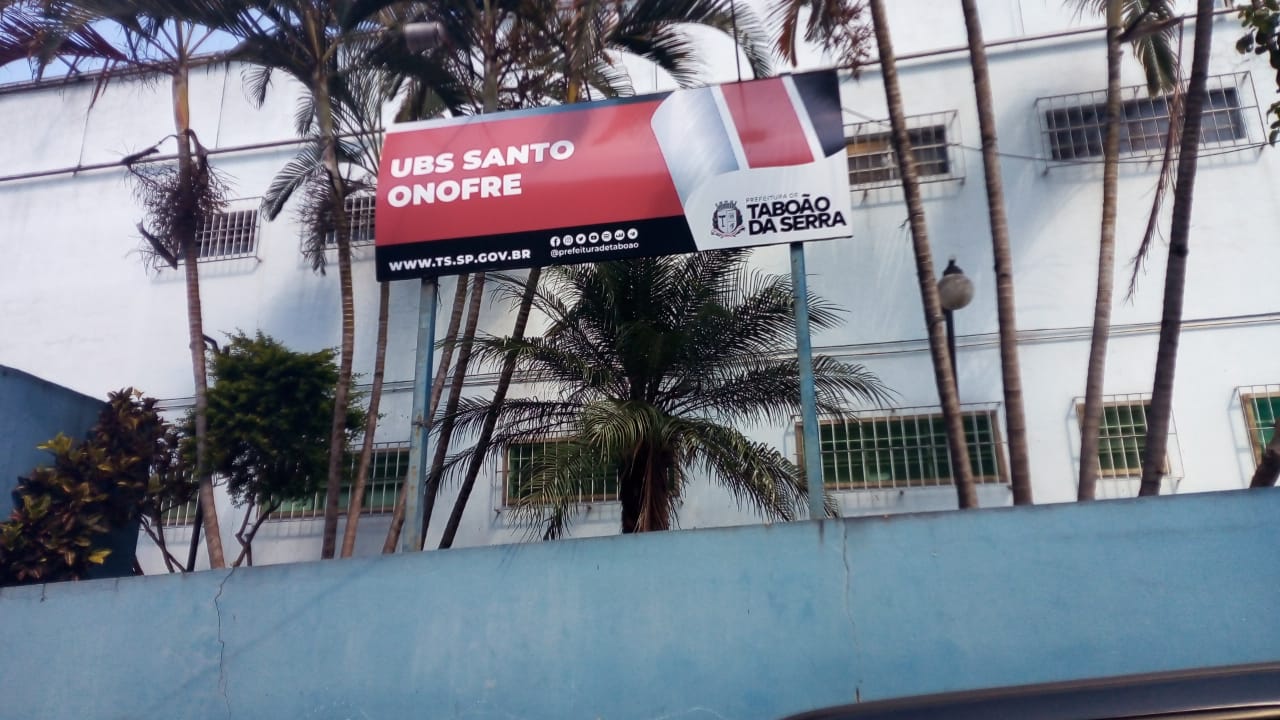 UBS SANTO
ONOFRE
WWW.TS.SP.GOV.BR
@prefeituradetaboao
PREFEITURA DE
TABOÃO
DA SERRA